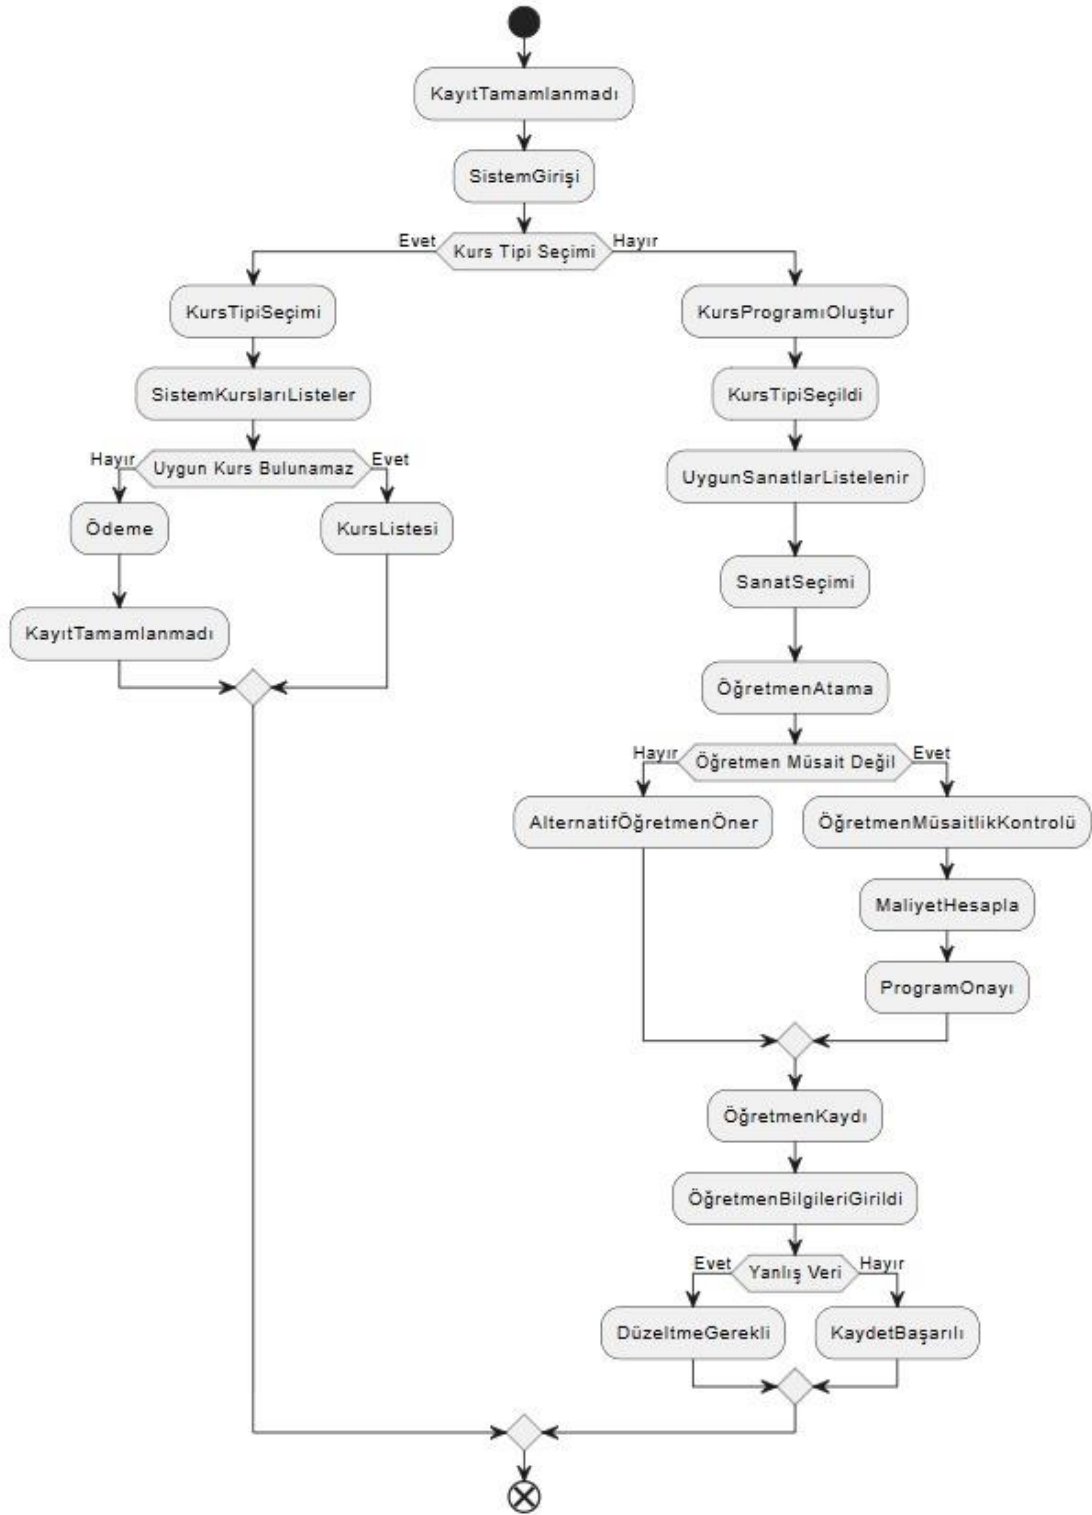 KayıtTamamlanmadı
SistemGirişi
Evet
Kurs Tipi Seçimi
Hayır
KursTipiSeçimi
SistemKurslarıListeler
Hayır
Uygun Kurs Bulunamaz
Evet
Ödeme
KursListesi
KayıtTamamlanmadı
KursProgramıOluştur
KursTipiSeçildi
UygunSanatlarListelenir
SanatSeçimi
ÖğretmenAtama
Hayır
Öğretmen Müsait Değil
Evet
AlternatifÖğretmenÖner
ÖğretmenMüsaitlikKontrolü
MaliyetHesapla
ProgramOnayı
ÖğretmenKaydı
ÖğretmenBilgileriGirildi
Evet
Yanlış Veri
Hayır
DüzeltmeGerekli
KaydetBaşarılı